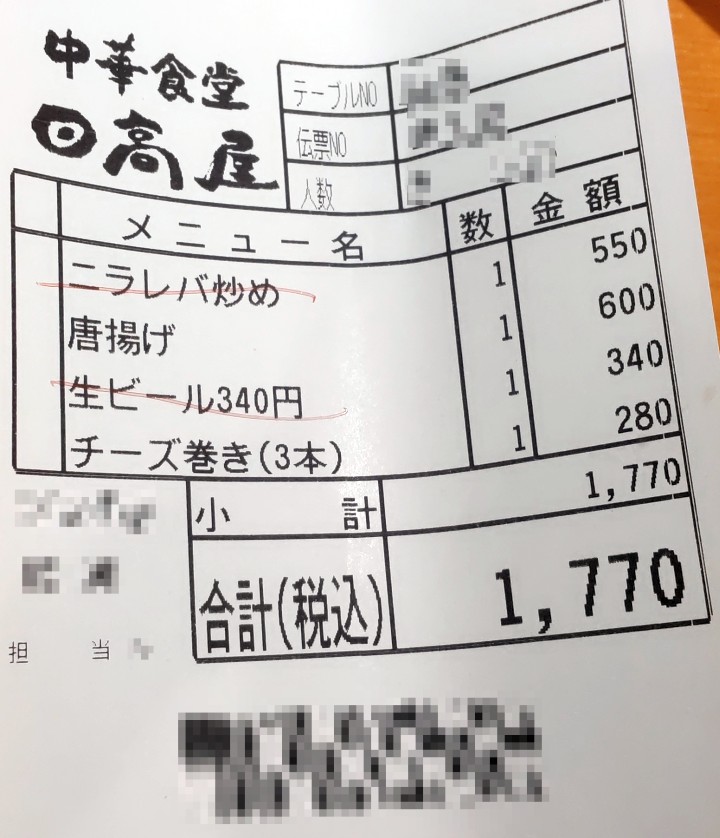 中華食堂
日高屋
テーブルNO
伝票NO
人数
メニュー名 数 金額
ニラレバ炒め 1 550
唐揚げ 1 600
生ビール340円 1 340
チーズ巻き(3本) 1 280
小計 1,770
合計(税込) 1,770
担当